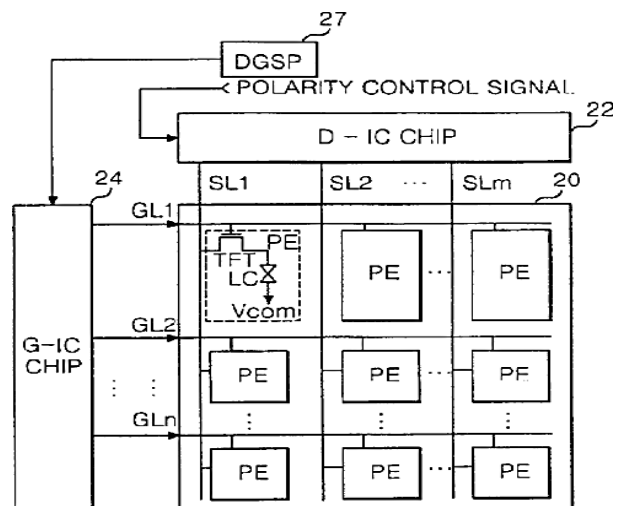 27
DGSP
POLARITY CONTROL SIGNAL
22
D-IC CHIP
24
SL1 SL2 ··· SLm
20
GL1
PE
TFT
LC
Vcom
PE ··· PE
GL2
G-IC
CHIP
PE PE ··· PE
⋮ ⋮
⋮ ⋮ ⋮
GLn
PE PE ··· PE